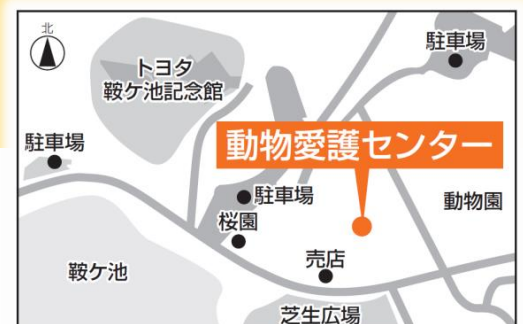 北
駐車場
トヨタ
鞍ケ池記念館
駐車場
動物愛護センター
駐車場
動物園
桜園
鞍ケ池
売店
芝生広場